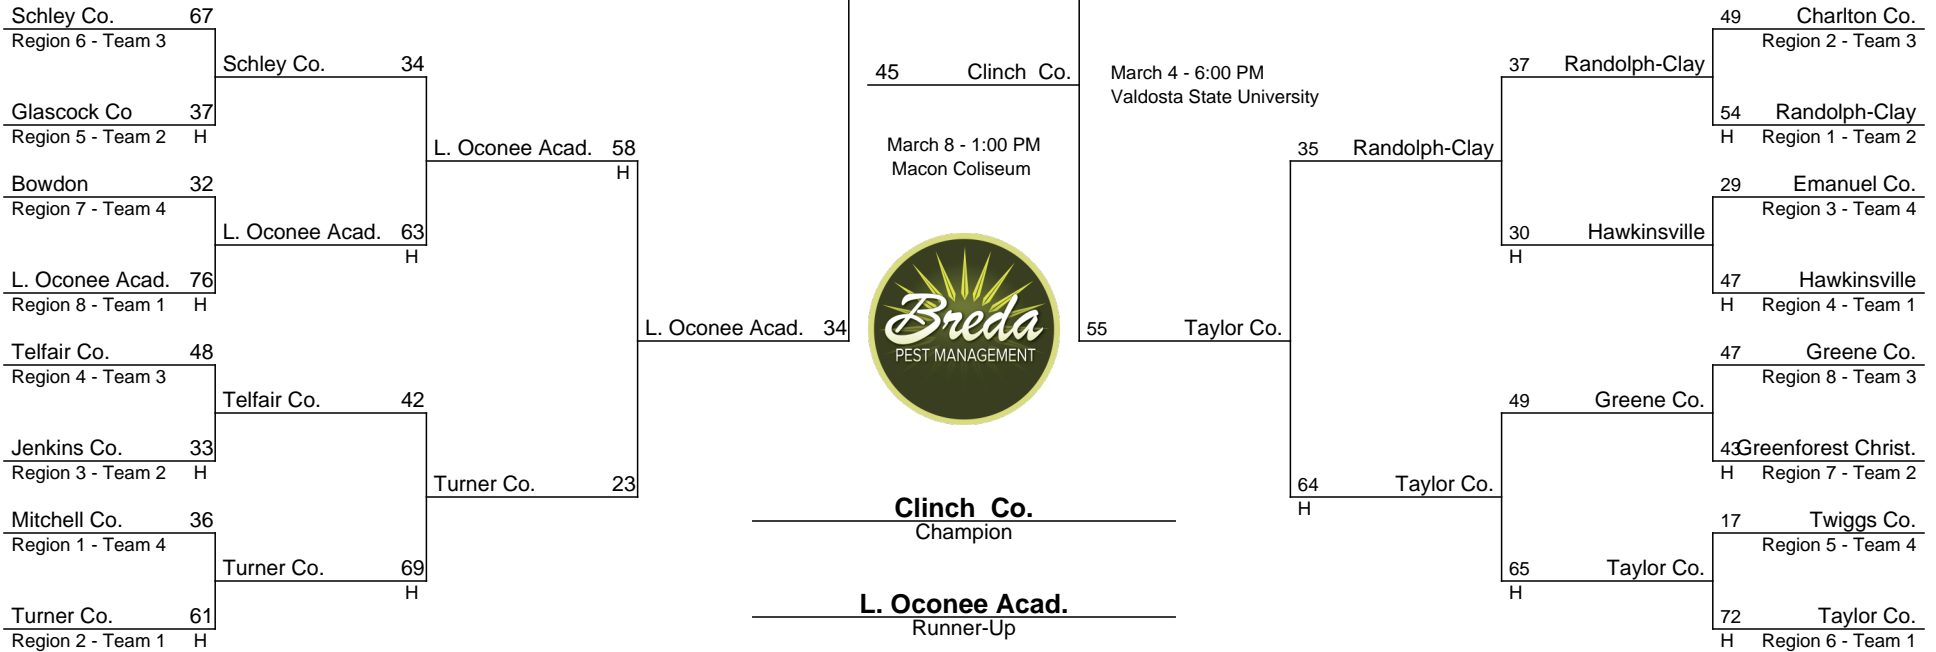 Schley Co. 67
Region 6 - Team 3
Schley Co. 34
Glascock Co 37
Region 5 - Team 2 H
L. Oconee Acad. 58
H
Bowdon 32
Region 7 - Team 4
L. Oconee Acad. 63
H
L. Oconee Acad. 76
Region 8 - Team 1 H
L. Oconee Acad. 34
Telfair Co. 48
Region 4 - Team 3
Telfair Co. 42
Jenkins Co. 33
Region 3 - Team 2 H
Turner Co. 23
Mitchell Co. 36
Region 1 - Team 4
Turner Co. 69
H
Turner Co. 61
Region 2 - Team 1 H
45 Clinch Co.
March 8 - 1:00 PM
Macon Coliseum
Breda
PEST MANAGEMENT
Clinch Co.
Champion
L. Oconee Acad.
Runner-Up
March 4 - 6:00 PM
Valdosta State University
55 Taylor Co.
35 Randolph-Clay
64 Taylor Co.
H
37 Randolph-Clay
30 Hawkinsville
H
49 Greene Co.
65 Taylor Co.
H
49 Charlton Co.
Region 2 - Team 3
54 Randolph-Clay
H Region 1 - Team 2
29 Emanuel Co.
Region 3 - Team 4
47 Hawkinsville
H Region 4 - Team 1
47 Greene Co.
Region 8 - Team 3
43 Greenforest Christ.
H Region 7 - Team 2
17 Twiggs Co.
Region 5 - Team 4
72 Taylor Co.
H Region 6 - Team 1